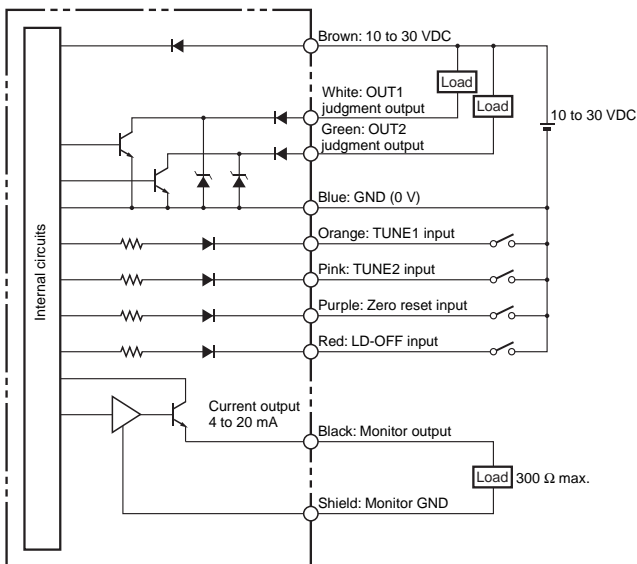 Brown: 10 to 30 VDC
Load
White: OUT1
judgment output
Load
10 to 30 VDC
Green: OUT2
judgment output
Blue: GND (0 V)
Internal circuits
Orange: TUNE1 input
Pink: TUNE2 input
Purple: Zero reset input
Red: LD-OFF input
Current output
4 to 20 mA
Black: Monitor output
Load
300 Ω max.
Shield: Monitor GND